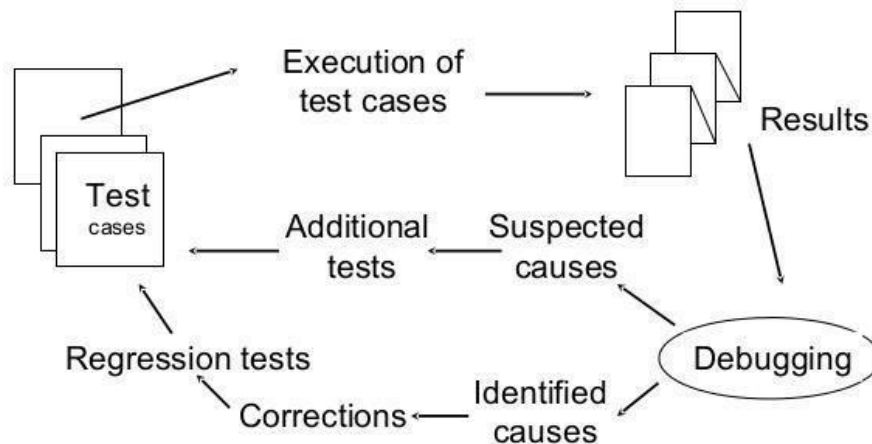 Execution of
test cases
Results
Test
cases
Additional
tests
Suspected
causes
Debugging
Regression tests
Corrections
Identified
causes